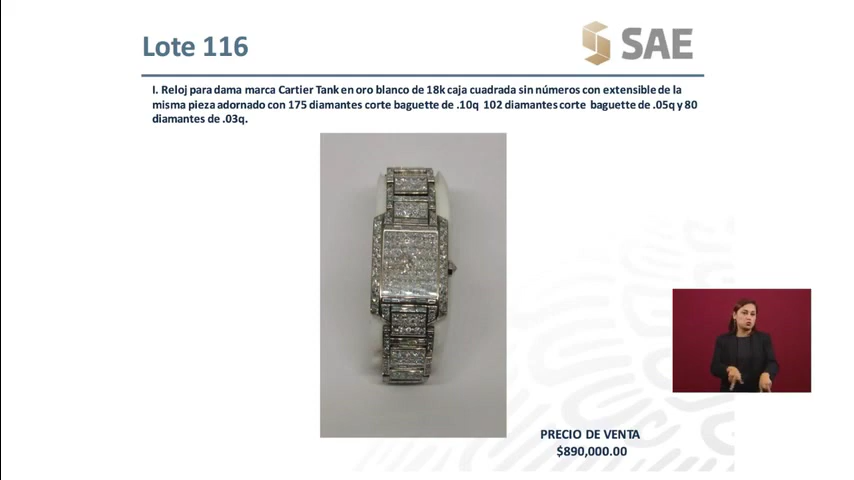 Lote 116
SAE
I. Reloj para dama marca Cartier Tank en oro blanco de 18k caja cuadrada sin números con extensible de la
misma pieza adornado con 175 diamantes corte baguette de .10q 102 diamantes corte baguette de .05q y 80
diamantes de .03q.
PRECIO DE VENTA
$890,000.00